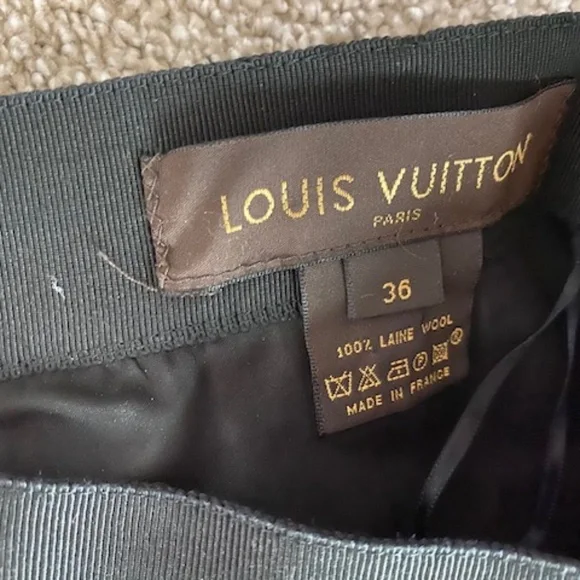 LOUIS VUITTON
PARIS
36
100% LAINE WOOL
MADE IN FRANCE